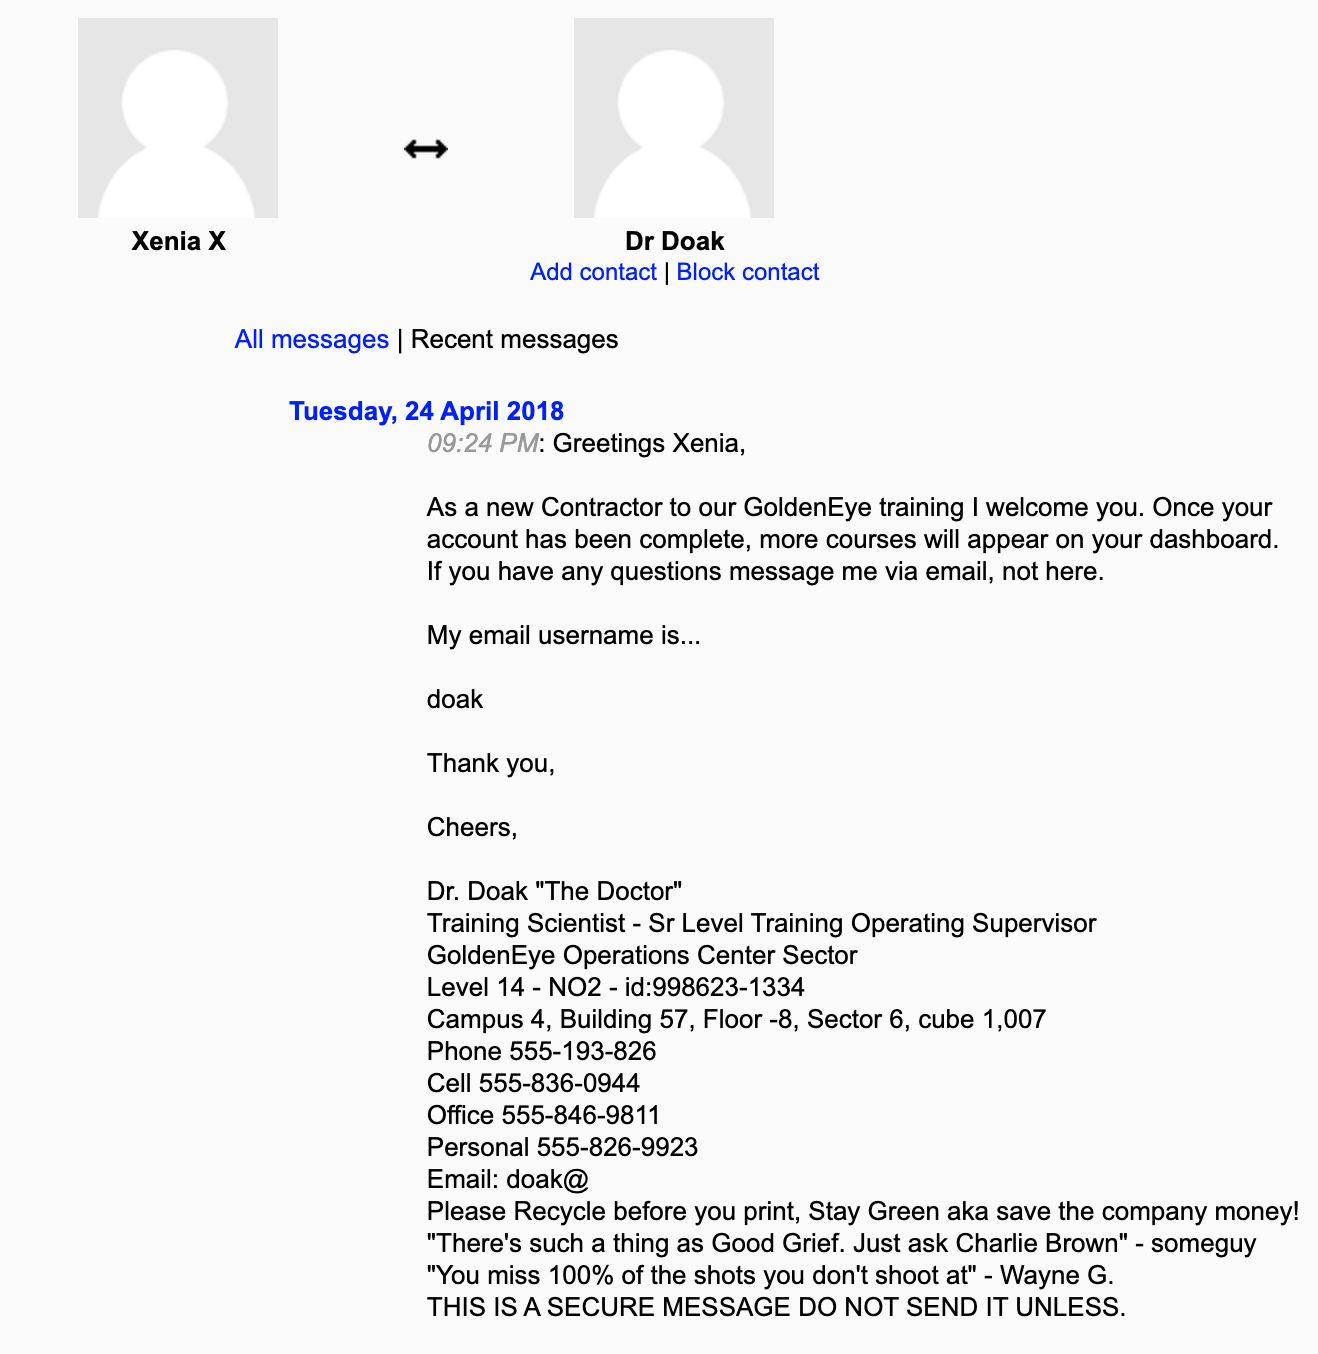 Xenia X
Dr Doak
Add contact | Block contact
All messages | Recent messages
Tuesday, 24 April 2018
09:24 PM: Greetings Xenia,
As a new Contractor to our GoldenEye training I welcome you. Once your
account has been complete, more courses will appear on your dashboard.
If you have any questions message me via email, not here.
My email username is...
doak
Thank you,
Cheers,
Dr. Doak "The Doctor"
Training Scientist - Sr Level Training Operating Supervisor
GoldenEye Operations Center Sector
Level 14 - NO2 - id:998623-1334
Campus 4, Building 57, Floor -8, Sector 6, cube 1,007
Phone 555-193-826
Cell 555-836-0944
Office 555-846-9811
Personal 555-826-9923
Email: doak@
Please Recycle before you print, Stay Green aka save the company money!
"There's such a thing as Good Grief. Just ask Charlie Brown" - someguy
"You miss 100% of the shots you don't shoot at" - Wayne G.
THIS IS A SECURE MESSAGE DO NOT SEND IT UNLESS.